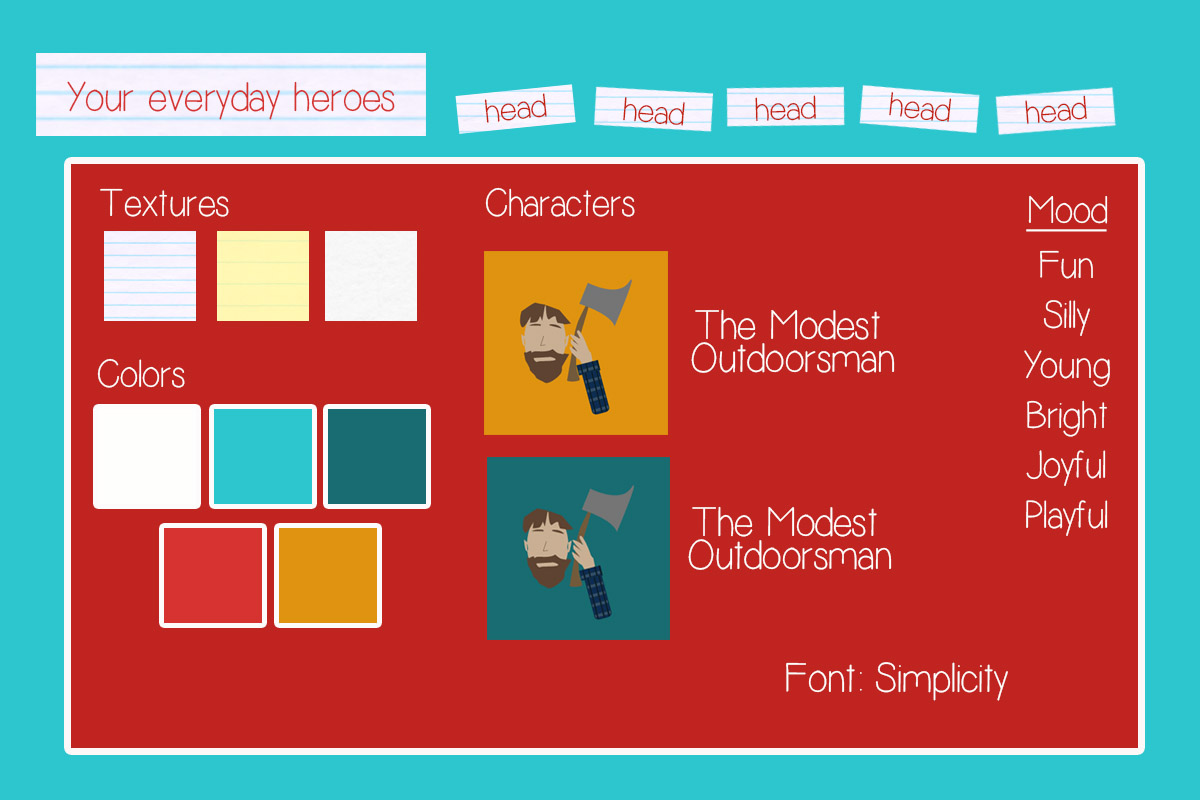 Your everyday heroes
head
head
head
head
head
Textures
Colors
Characters
The Modest
Outdoorsman
The Modest
Outdoorsman
Mood
Fun
Silly
Young
Bright
Joyful
Playful
Font: Simplicity